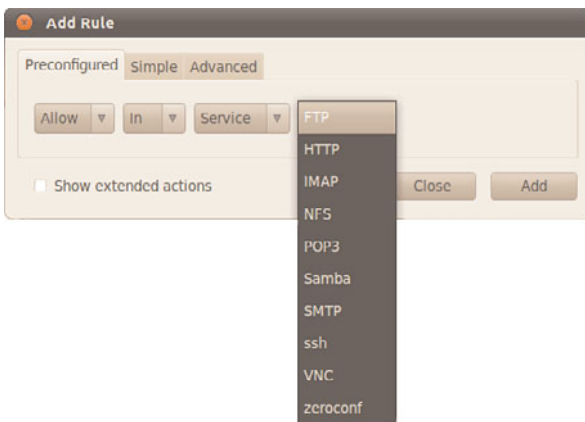 Add Rule
Preconfigured Simple Advanced
Allow In Service FTP
HTTP
Show extended actions IMAP Close Add
NFS
POP3
Samba
SMTP
ssh
VNC
zeroconf